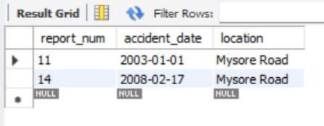 Result Grid Filter Rows:
report_num accident_date location
11 2003-01-01 Mysore Road
14 2008-02-17 Mysore Road
NULL NULL NULL